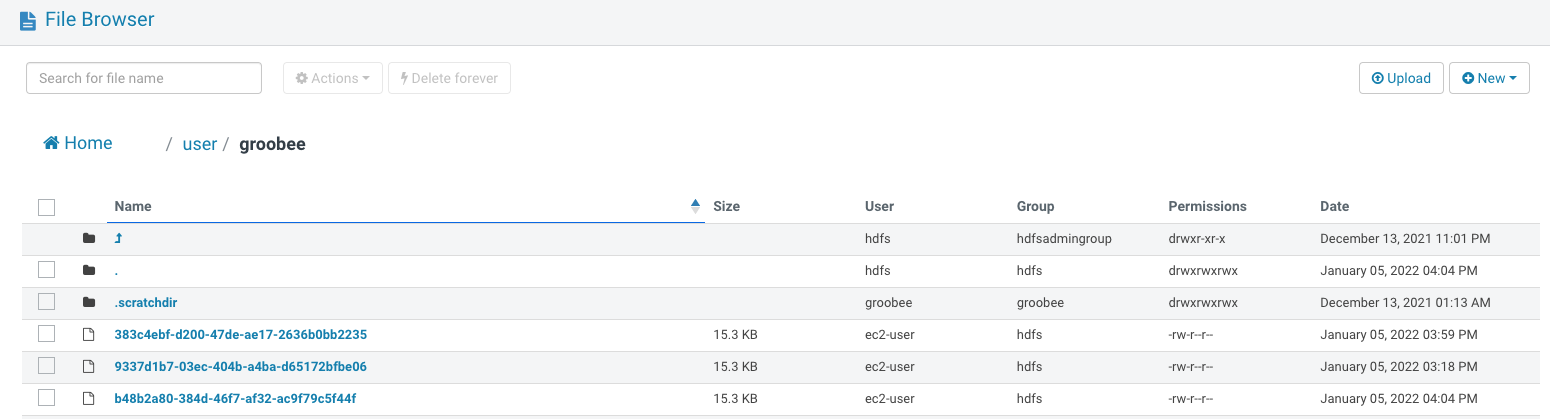 File Browser
Search for file name Actions Delete forever Upload New
Home / user / groobee
Name Size User Group Permissions Date
hdfs hdfsadmingroup drwxr-xr-x December 13, 2021 11:01 PM
. hdfs hdfs drwxrwxrwx January 05, 2022 04:04 PM
.scratchdir groobee groobee drwxrwxrwx December 13, 2021 01:13 AM
383c4ebf-d200-47de-ae17-2636b0bb2235 15.3 KB ec2-user hdfs -rw-r--r-- January 05, 2022 03:59 PM
9337d1b7-03ec-404b-a4ba-d65172bfbe06 15.3 KB ec2-user hdfs -rw-r--r-- January 05, 2022 03:18 PM
b48b2a80-384d-46f7-af32-ac9f79c5f44f 15.3 KB ec2-user hdfs -rw-r--r-- January 05, 2022 04:04 PM